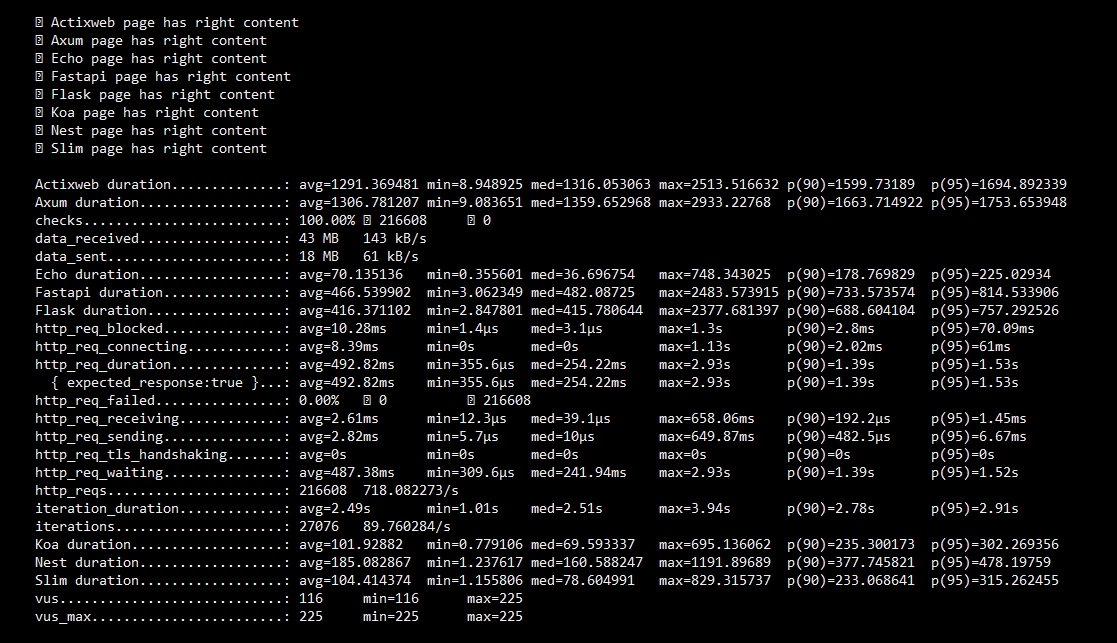 ⍰ Actixweb page has right content
⍰ Axum page has right content
⍰ Echo page has right content
⍰ Fastapi page has right content
⍰ Flask page has right content
⍰ Koa page has right content
⍰ Nest page has right content
⍰ Slim page has right content
Actixweb duration..............: avg=1291.369481 min=8.948925 med=1316.053063 max=2513.516632 p(90)=1599.73189 p(95)=1694.892339
Axum duration..................: avg=1306.781207 min=9.083651 med=1359.652968 max=2933.22768 p(90)=1663.714922 p(95)=1753.653948
checks.........................: 100.00% ⍰ 216608 ⍰ 0
data_received..................: 43 MB 143 kB/s
data_sent......................: 18 MB 61 kB/s
Echo duration..................: avg=70.135136 min=0.355601 med=36.696754 max=748.343025 p(90)=178.769829 p(95)=225.02934
Fastapi duration...............: avg=466.539902 min=3.062349 med=482.08725 max=2483.573915 p(90)=733.573574 p(95)=814.533906
Flask duration.................: avg=416.371102 min=2.847801 med=415.780644 max=2377.681397 p(90)=688.604104 p(95)=757.292526
http_req_blocked...............: avg=10.28ms min=1.4µs med=3.1µs max=1.3s p(90)=2.8ms p(95)=70.09ms
http_req_connecting............: avg=8.39ms min=0s med=0s max=1.13s p(90)=2.02ms p(95)=61ms
http_req_duration..............: avg=492.82ms min=355.6µs med=254.22ms max=2.93s p(90)=1.39s p(95)=1.53s
{ expected_response:true }...: avg=492.82ms min=355.6µs med=254.22ms max=2.93s p(90)=1.39s p(95)=1.53s
http_req_failed................: 0.00% ⍰ 0 ⍰ 216608
http_req_receiving.............: avg=2.61ms min=12.3µs med=39.1µs max=658.06ms p(90)=192.2µs p(95)=1.45ms
http_req_sending...............: avg=2.82ms min=5.7µs med=10µs max=649.87ms p(90)=482.5µs p(95)=6.67ms
http_req_tls_handshaking.......: avg=0s min=0s med=0s max=0s p(90)=0s p(95)=0s
http_req_waiting...............: avg=487.38ms min=309.6µs med=241.94ms max=2.93s p(90)=1.39s p(95)=1.52s
http_reqs......................: 216608 718.082273/s
iteration_duration.............: avg=2.49s min=1.01s med=2.51s max=3.94s p(90)=2.78s p(95)=2.91s
iterations.....................: 27076 89.760284/s
Koa duration...................: avg=101.92882 min=0.779106 med=69.593337 max=695.136062 p(90)=235.300173 p(95)=302.269356
Nest duration..................: avg=185.082867 min=1.237617 med=160.588247 max=1191.89689 p(90)=377.745821 p(95)=478.19759
Slim duration..................: avg=104.414374 min=1.155806 med=78.604991 max=829.315737 p(90)=233.068641 p(95)=315.262455
vus............................: 116 min=116 max=225
vus_max........................: 225 min=225 max=225